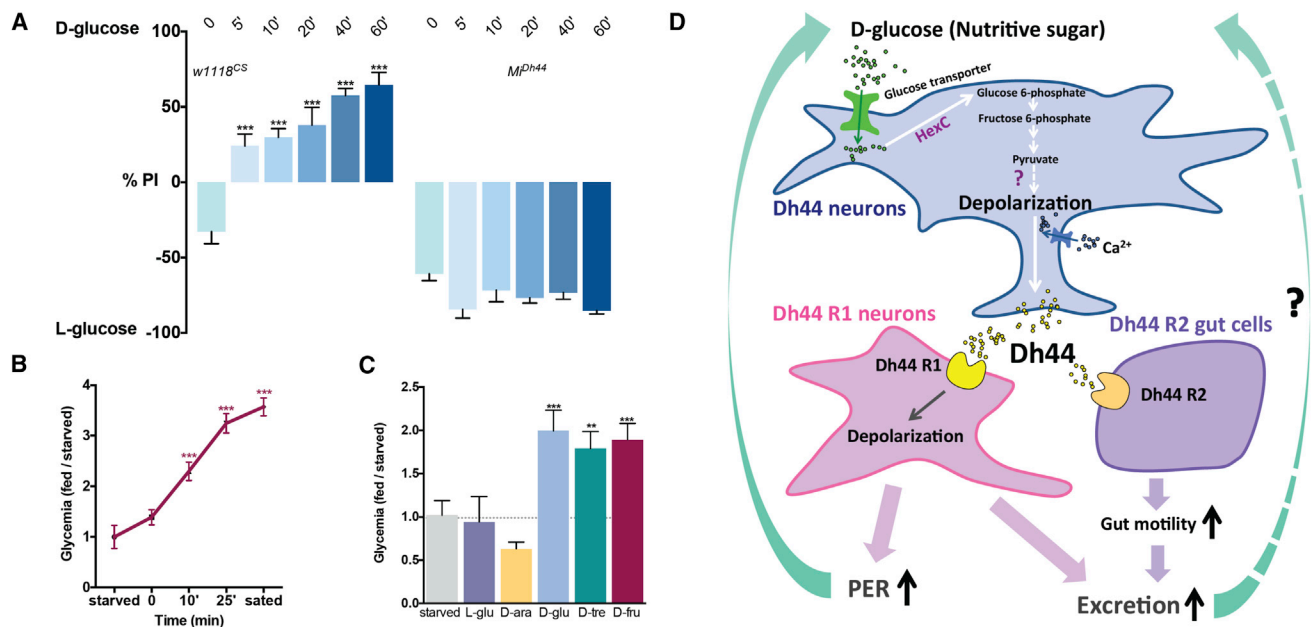 A
D-glucose
0 5' 10' 20' 40' 60'
0 5' 10' 20' 40' 60'
100
w1118CS
MiDh44
*** *** *** *** ***
50
% PI 0
-50
L-glucose -100
B
Glycemia (fed / starved)
4
3
2
1
0
*** *** ***
starved 0 10' 25' sated
Time (min)
C
Glycemia (fed / starved)
2.5
2.0
1.5
1.0
0.5
0.0
*** ** ***
starved L-glu D-ara D-glu D-tre D-fru
D
D-glucose (Nutritive sugar)
Glucose transporter
HexC
Glucose 6-phosphate
Fructose 6-phosphate
Pyruvate
?
Depolarization
Dh44 neurons
Ca2+
?
Dh44 R1 neurons
Dh44 R2 gut cells
Dh44
Dh44 R1
Dh44 R2
Depolarization
Gut motility
PER
Excretion